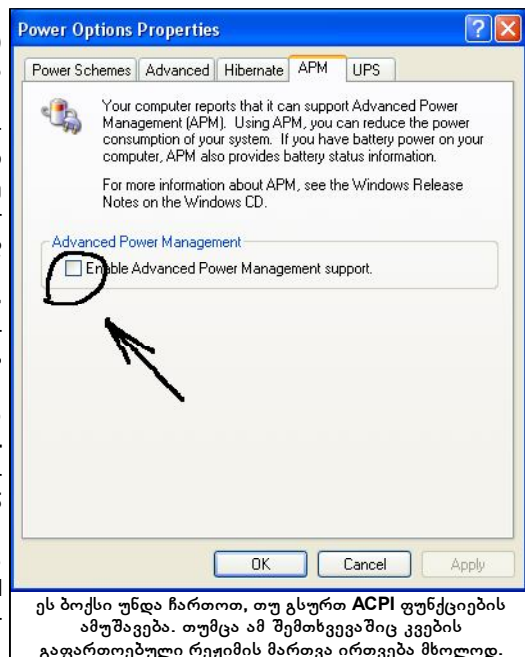 Power Options Properties
Power Schemes Advanced Hibernate APM UPS
Your computer reports that it can support Advanced Power
Management (APM). Using APM, you can reduce the power
consumption of your system. If you have battery power on your
computer, APM also provides battery status information.
For more information about APM, see the Windows Release
Notes on the Windows CD.
Advanced Power Management
Enable Advanced Power Management support.
OK Cancel Apply
ეს ბოქსი უნდა ჩართოთ, თუ გსურთ ACPI ფუნქციების
ამუშავება. თუმცა ამ შემთხვევაშიც კვების
გაფართოებული რეჟიმის მართვა ირთვება მხოლოდ.